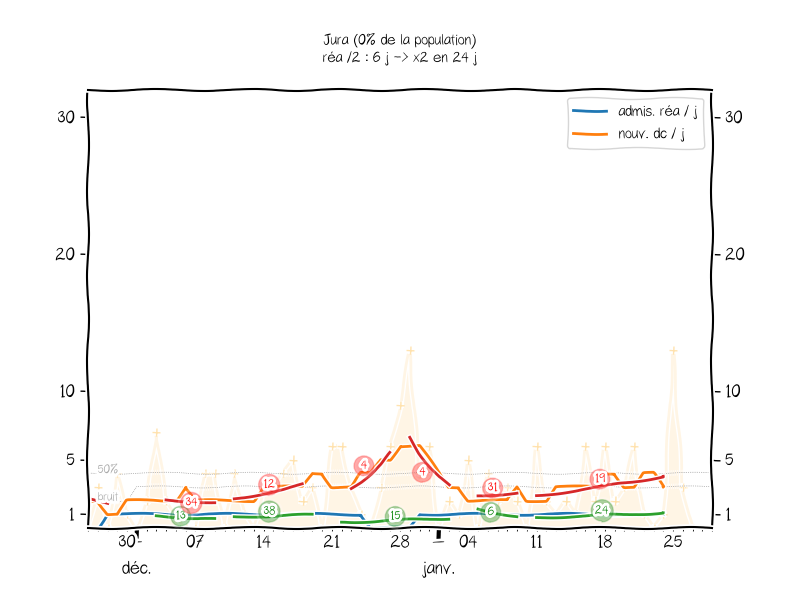 Jura (0% de la population)
réa /2 : 6 j -> x2 en 24 j
admis. réa / j
nouv. dc / j
30 30
20 20
10 10
5 5
1 1
50%
bruit
34 13 12 38 4 15 4 31 6 19 24
30 07 14 21 28 04 11 18 25
déc. janv.